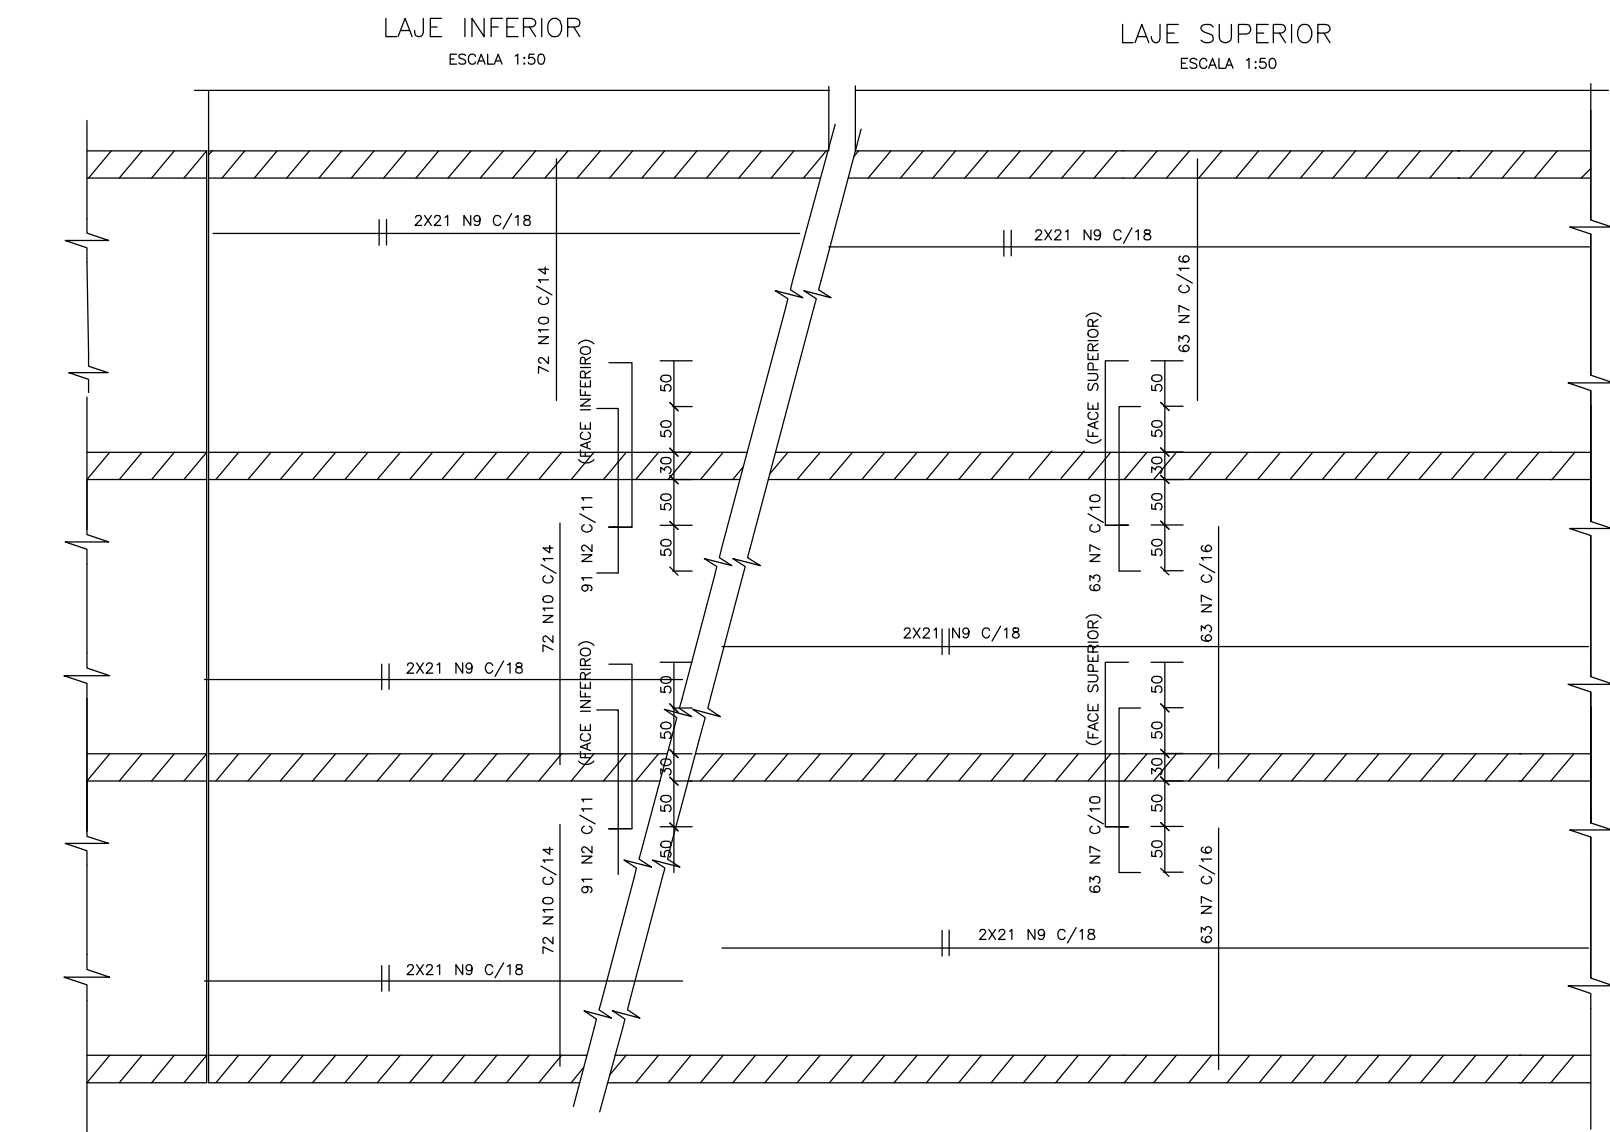 LAJE INFERIOR
ESCALA 1:50
LAJE SUPERIOR
ESCALA 1:50
2X21 N9 C/18
72 N10 C/14
(FACE INFERIRO)
91 N2 C/11
50
50
30
50
50
2X21 N9 C/18
63 N7 C/16
(FACE SUPERIOR)
63 N7 C/10
50
50
30
50
50
2X21 N9 C/18
72 N10 C/14
(FACE INFERIRO)
91 N2 C/11
50
50
30
50
50
2X21 N9 C/18
63 N7 C/16
(FACE SUPERIOR)
63 N7 C/10
50
50
30
50
50
2X21 N9 C/18
72 N10 C/14
2X21 N9 C/18
63 N7 C/16